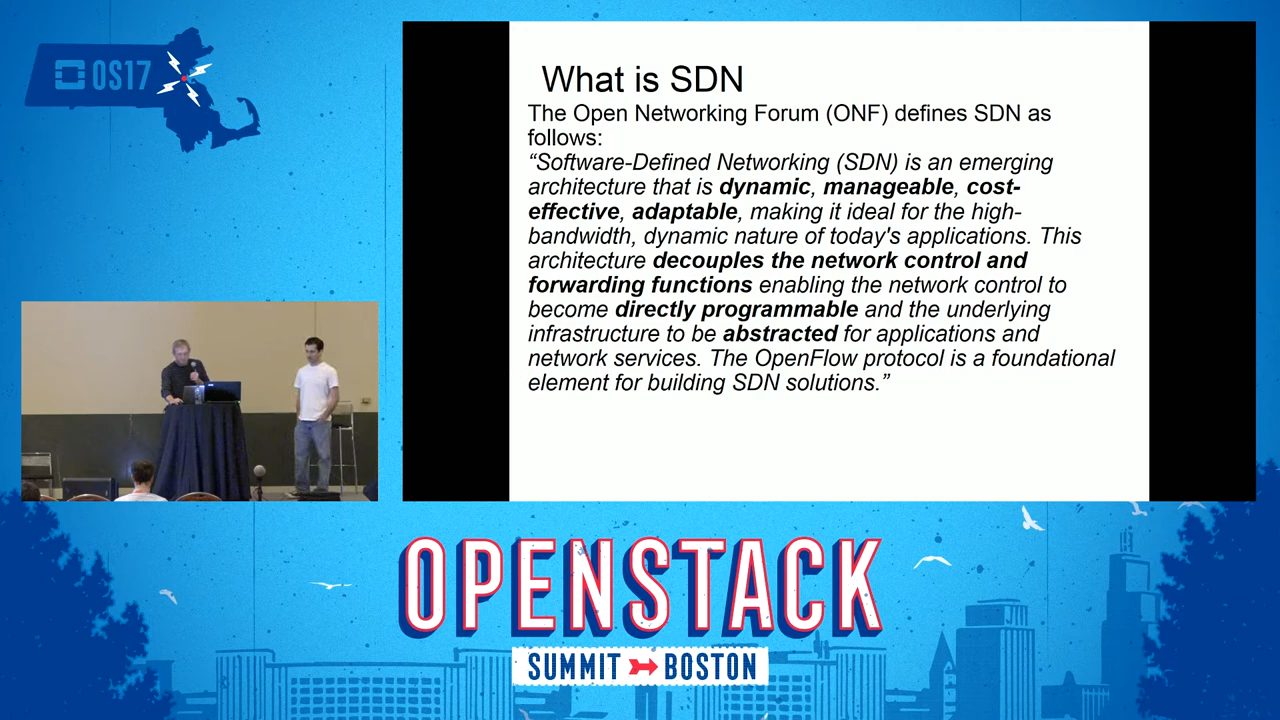 OS17
What is SDN
The Open Networking Forum (ONF) defines SDN as
follows:
“Software-Defined Networking (SDN) is an emerging
architecture that is dynamic, manageable, cost-
effective, adaptable, making it ideal for the high-
bandwidth, dynamic nature of today's applications. This
architecture decouples the network control and
forwarding functions enabling the network control to
become directly programmable and the underlying
infrastructure to be abstracted for applications and
network services. The OpenFlow protocol is a foundational
element for building SDN solutions.”
OPENSTACK
SUMMIT BOSTON